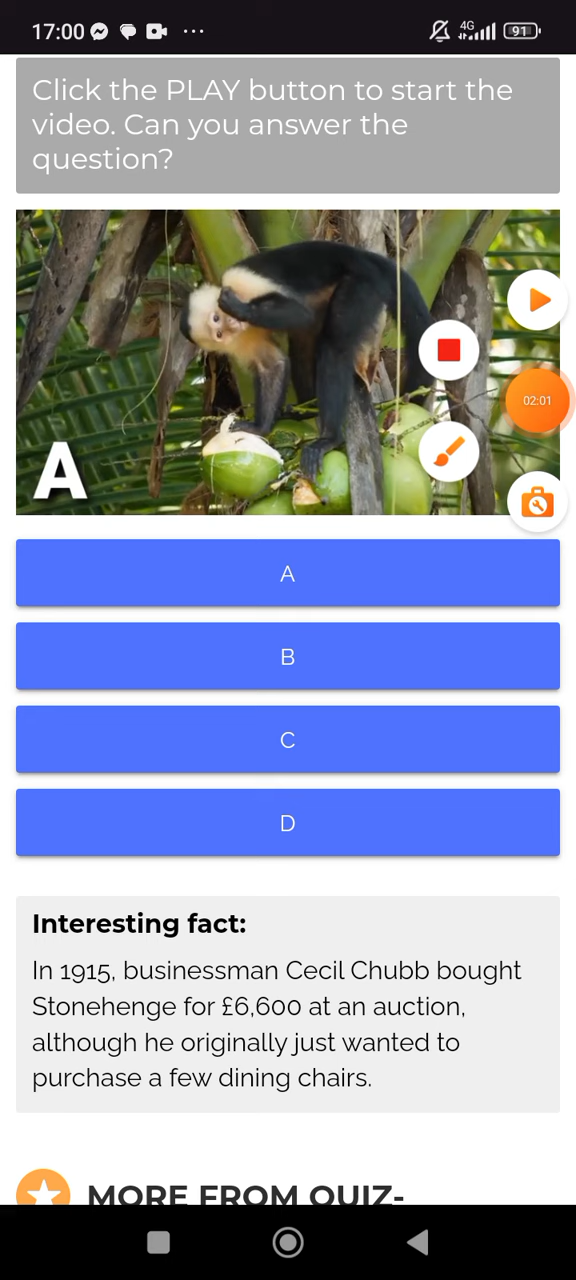 17:00
4G
91
Click the PLAY button to start the
video. Can you answer the
question?
02:01
A
A
B
C
D
Interesting fact:
In 1915, businessman Cecil Chubb bought
Stonehenge for £6,600 at an auction,
although he originally just wanted to
purchase a few dining chairs.
MORE FROM QUIZ-